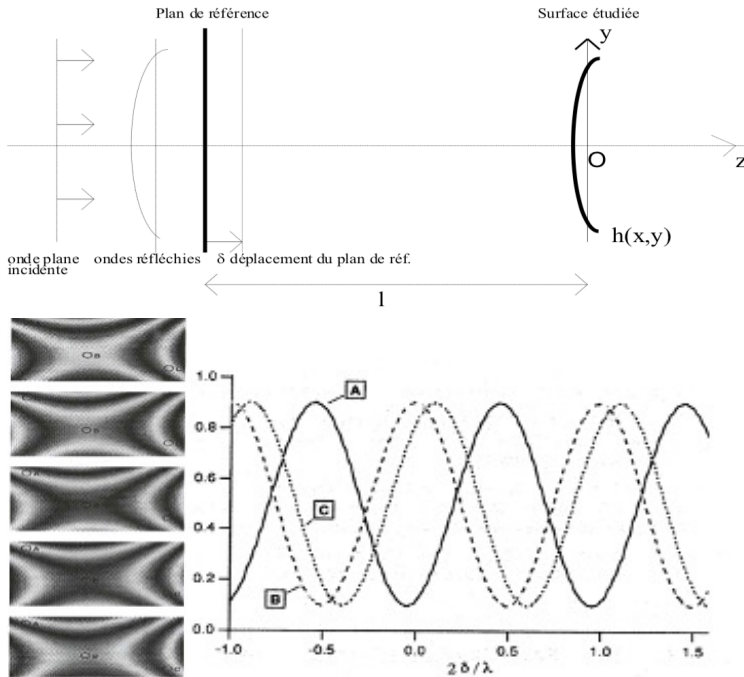 Plan de référence
Surface étudiée
y
O
z
h(x,y)
onde plane
incidente
ondes réfléchies
δ déplacement du plan de réf.
l
1.0
0.8
0.6
0.4
0.2
0.0
A
C
B
-1.0
-0.5
0.0
0.5
1.0
1.5
2δ/λ